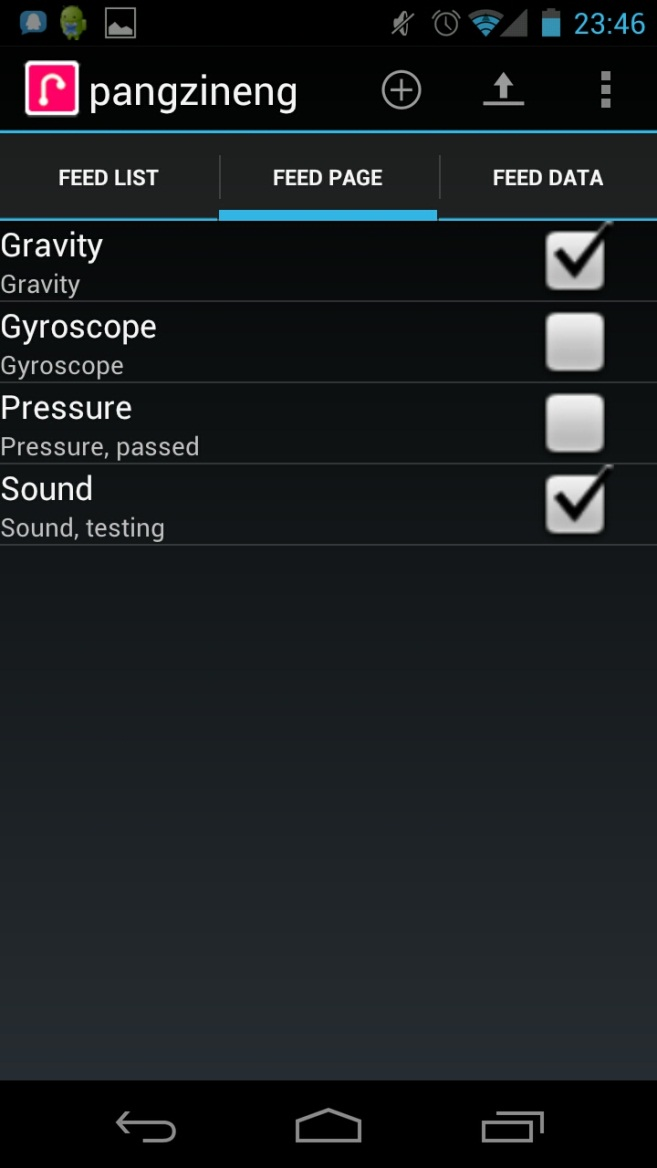 23:46
pangzineng
FEED LIST
FEED PAGE
FEED DATA
Gravity
Gravity
Gyroscope
Gyroscope
Pressure
Pressure, passed
Sound
Sound, testing